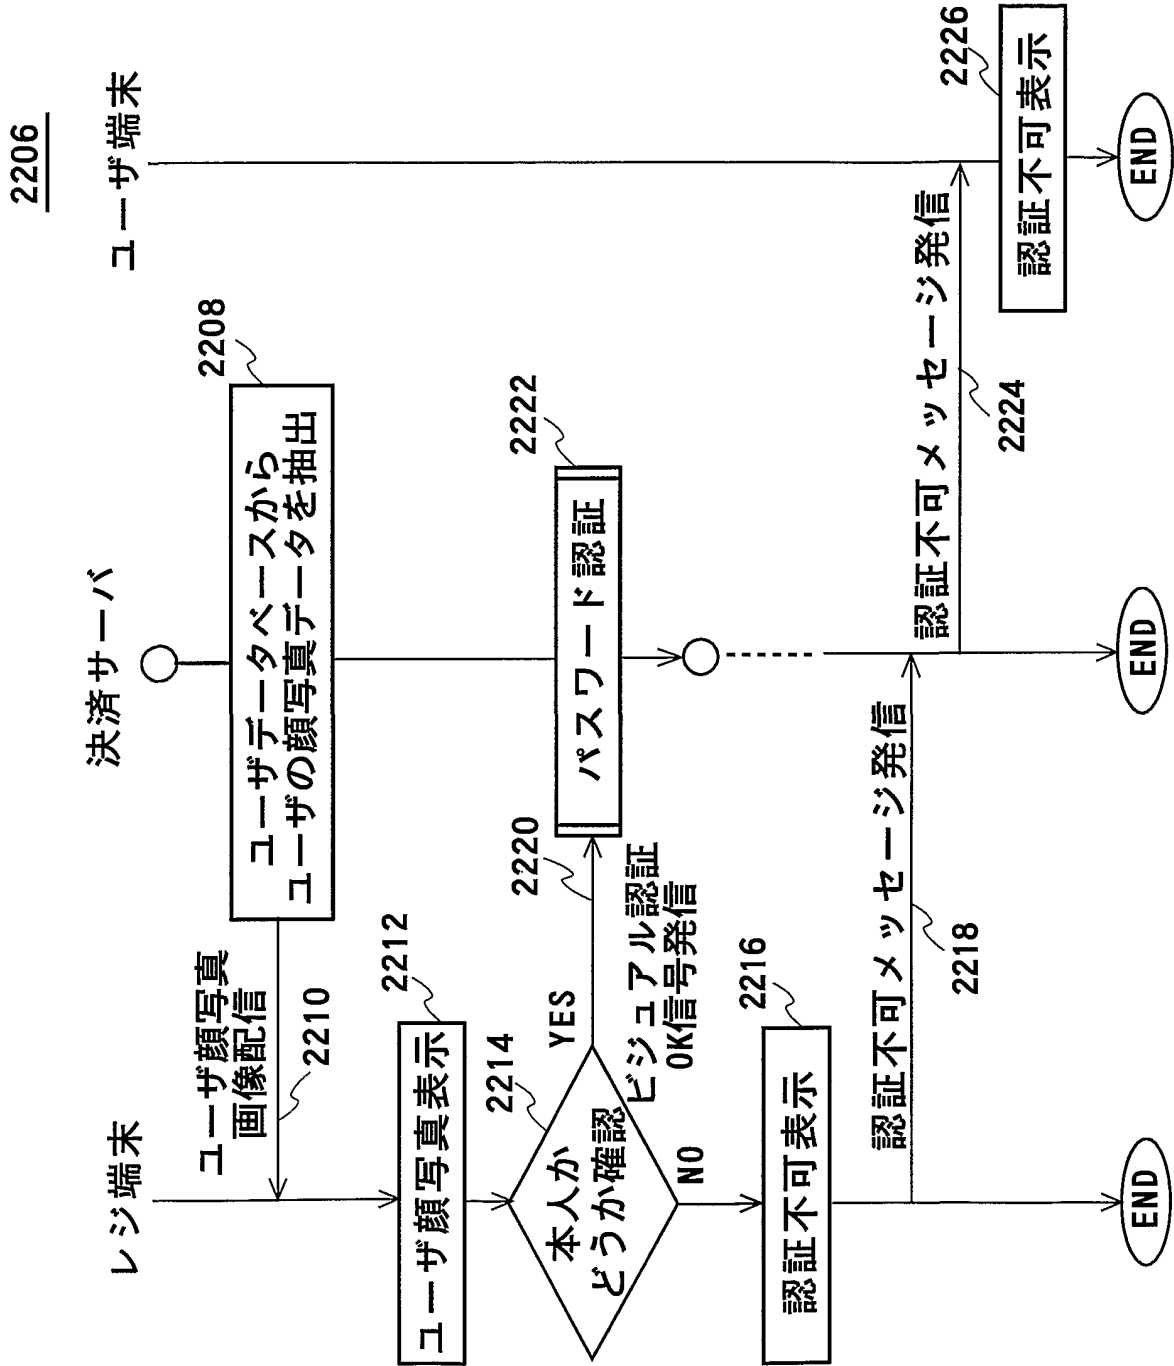 2206
レジ端末
決済サーバ
ユーザ端末
2208
ユーザデータベースから
ユーザの顔写真データを抽出
ユーザ顔写真
画像配信
2210
2212
ユーザ顔写真表示
2214
本人か
どうか確認
YES
2220
ビジュアル認証
OK信号発信
2222
パスワード認証
NO
2216
認証不可表示
認証不可メッセージ発信
2218
認証不可メッセージ発信
2224
2226
認証不可表示
END
END
END